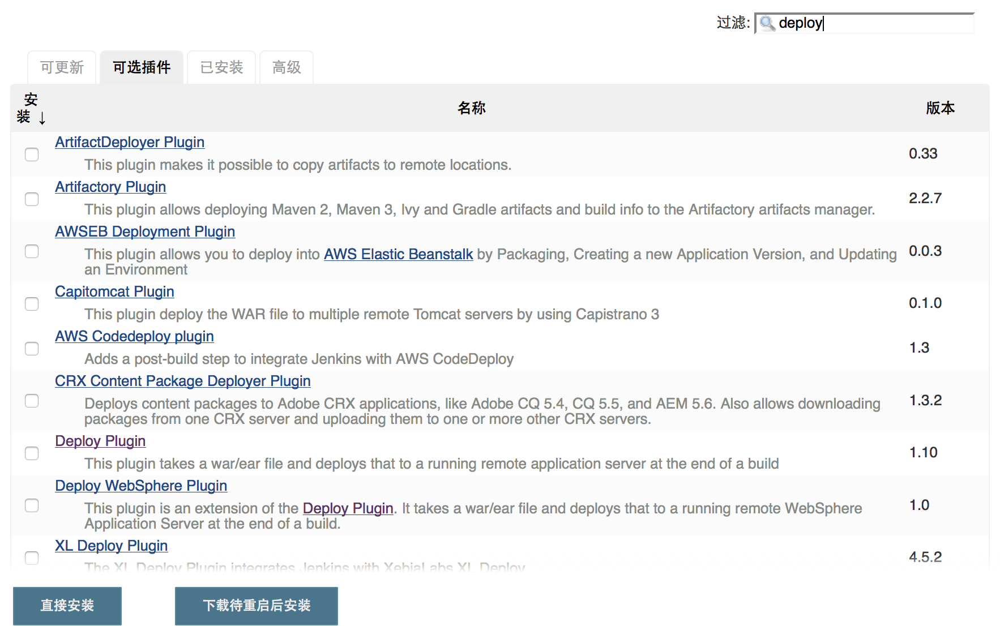 过滤: deploy
可更新 可选插件 已安装 高级
安装 ↓ 名称 版本
ArtifactDeployer Plugin
This plugin makes it possible to copy artifacts to remote locations.
0.33
Artifactory Plugin
This plugin allows deploying Maven 2, Maven 3, Ivy and Gradle artifacts and build info to the Artifactory artifacts manager.
2.2.7
AWSEB Deployment Plugin
This plugin allows you to deploy into AWS Elastic Beanstalk by Packaging, Creating a new Application Version, and Updating
an Environment
0.0.3
Capitomcat Plugin
This plugin deploy the WAR file to multiple remote Tomcat servers by using Capistrano 3
0.1.0
AWS Codedeploy plugin
Adds a post-build step to integrate Jenkins with AWS CodeDeploy
1.3
CRX Content Package Deployer Plugin
Deploys content packages to Adobe CRX applications, like Adobe CQ 5.4, CQ 5.5, and AEM 5.6. Also allows downloading
packages from one CRX server and uploading them to one or more other CRX servers.
1.3.2
Deploy Plugin
This plugin takes a war/ear file and deploys that to a running remote application server at the end of a build
1.10
Deploy WebSphere Plugin
This plugin is an extension of the Deploy Plugin. It takes a war/ear file and deploys that to a running remote WebSphere
Application Server at the end of a build.
1.0
XL Deploy Plugin
The XL Deploy Plugin integrates Jenkins with XebiaLabs XL Deploy
4.5.2
直接安装 下载待重启后安装